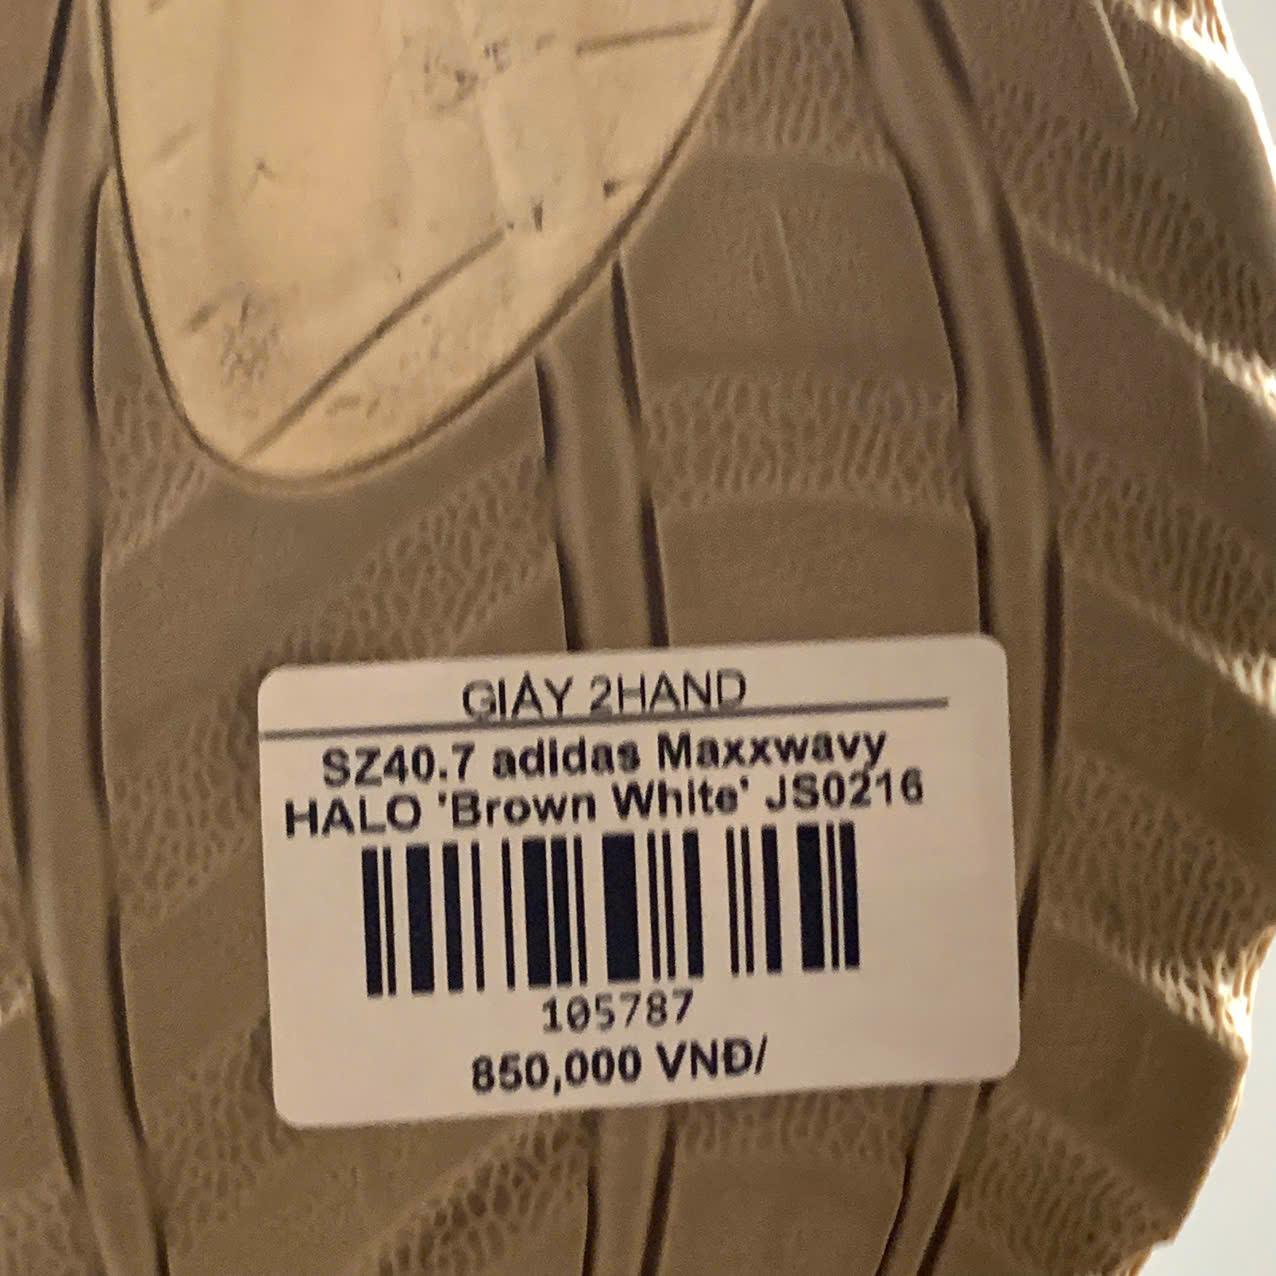 GIÀY 2HAND
SZ40.7 adidas Maxxwavy
HALO 'Brown White' JS0216
105787
850,000 VNĐ/